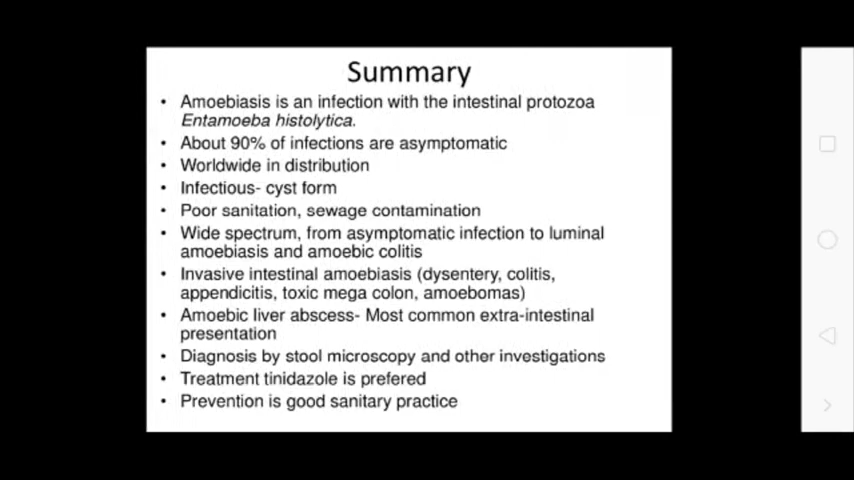 Summary
• Amoebiasis is an infection with the intestinal protozoa
Entamoeba histolytica.
• About 90% of infections are asymptomatic
• Worldwide in distribution
• Infectious- cyst form
• Poor sanitation, sewage contamination
• Wide spectrum, from asymptomatic infection to luminal
amoebiasis and amoebic colitis
• Invasive intestinal amoebiasis (dysentery, colitis,
appendicitis, toxic mega colon, amoebomas)
• Amoebic liver abscess- Most common extra-intestinal
presentation
• Diagnosis by stool microscopy and other investigations
• Treatment tinidazole is prefered
• Prevention is good sanitary practice